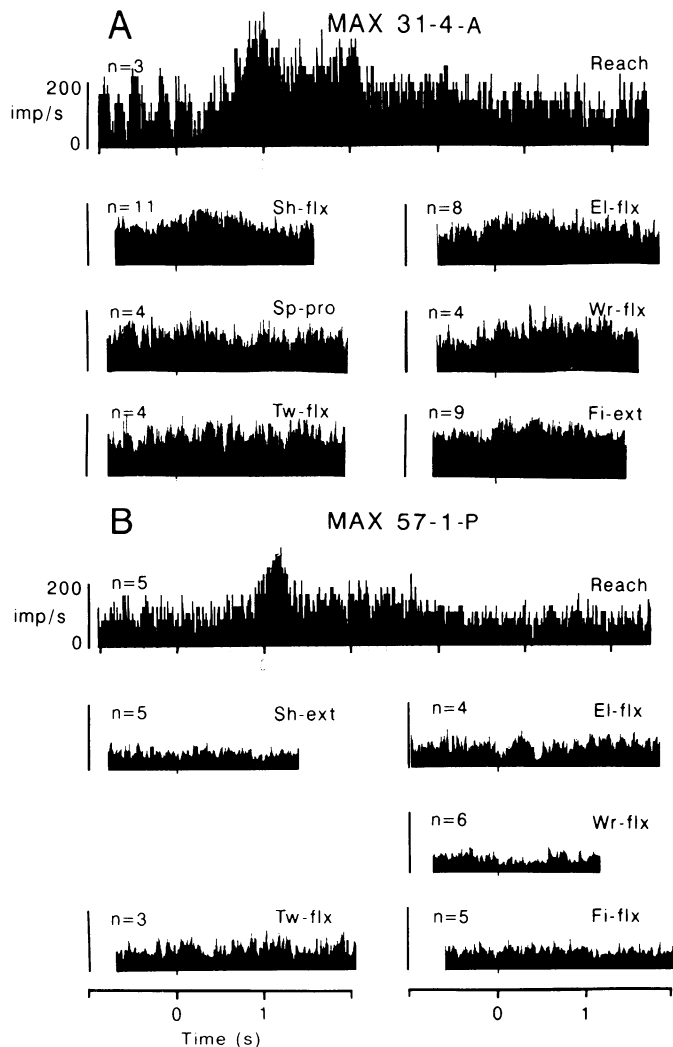 A MAX 31-4-A
n=3 Reach
200
imp/s
0
n=11 Sh-flx n=8 El-flx
n=4 Sp-pro n=4 Wr-flx
n=4 Tw-flx n=9 Fi-ext
B MAX 57-1-P
n=5 Reach
200
imp/s
0
n=5 Sh-ext n=4 El-flx
n=6 Wr-flx
n=3 Tw-flx n=5 Fi-flx
0 1 0 1
Time (s)